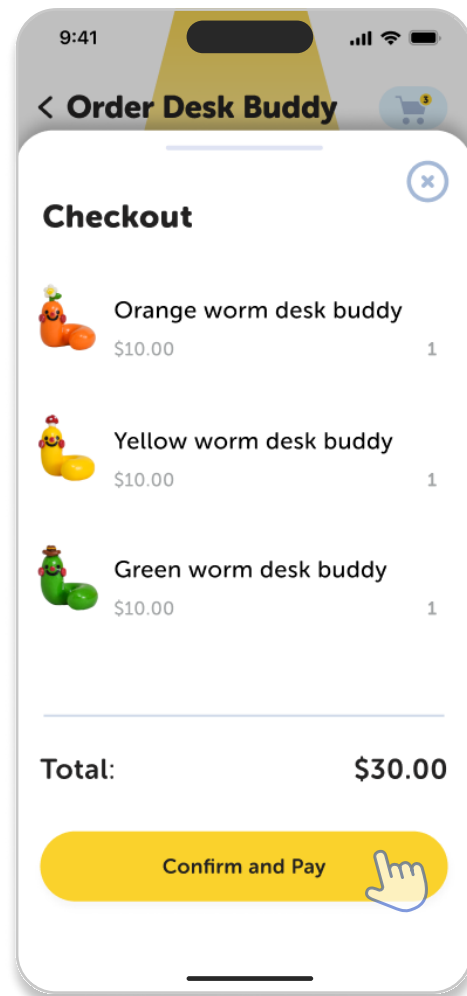 9:41
Order Desk Buddy
3
Checkout
Orange worm desk buddy
$10.00 1
Yellow worm desk buddy
$10.00 1
Green worm desk buddy
$10.00 1
Total: $30.00
Confirm and Pay